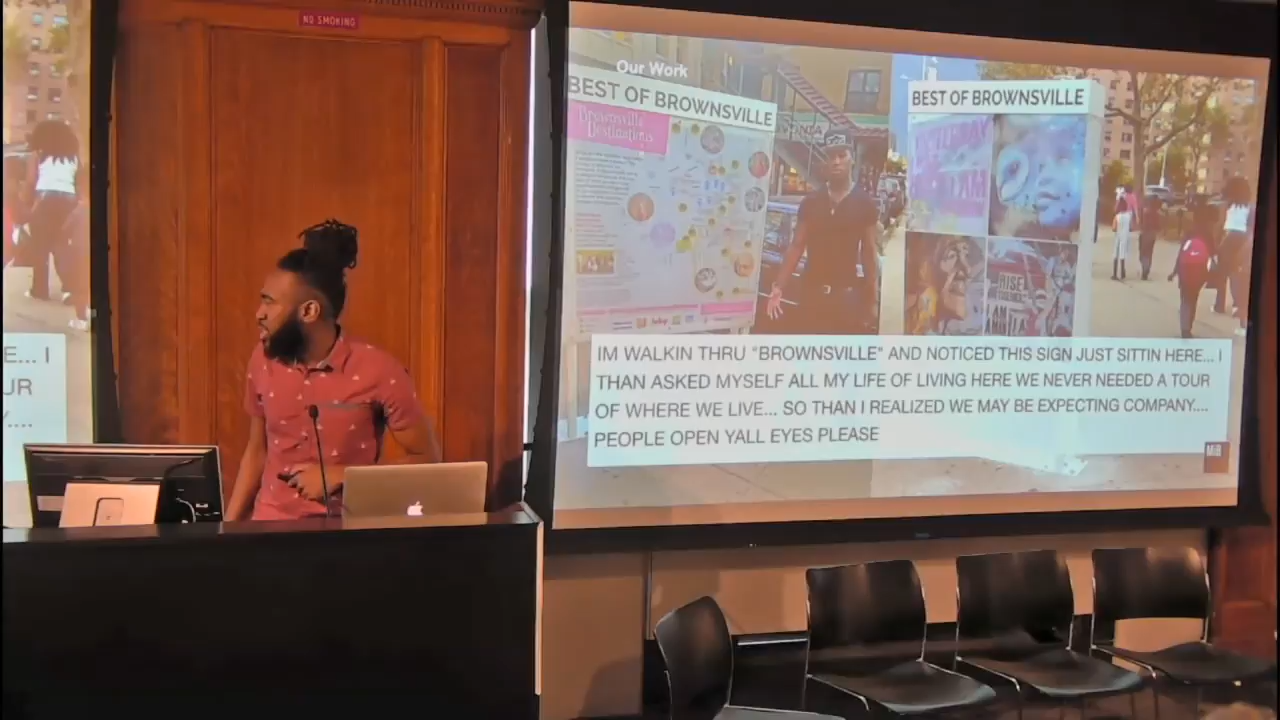 NO SMOKING
Our Work
BEST OF BROWNSVILLE
Brownsville
Destinations
BEST OF BROWNSVILLE
RISE
IM WALKIN THRU "BROWNSVILLE" AND NOTICED THIS SIGN JUST SITTIN HERE... I
THAN ASKED MYSELF ALL MY LIFE OF LIVING HERE WE NEVER NEEDED A TOUR
OF WHERE WE LIVE... SO THAN I REALIZED WE MAY BE EXPECTING COMPANY....
PEOPLE OPEN YALL EYES PLEASE
E... I
UR
....